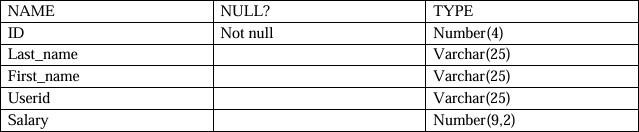 NAME NULL? TYPE
ID Not null Number(4)
Last_name Varchar(25)
First_name Varchar(25)
Userid Varchar(25)
Salary Number(9,2)